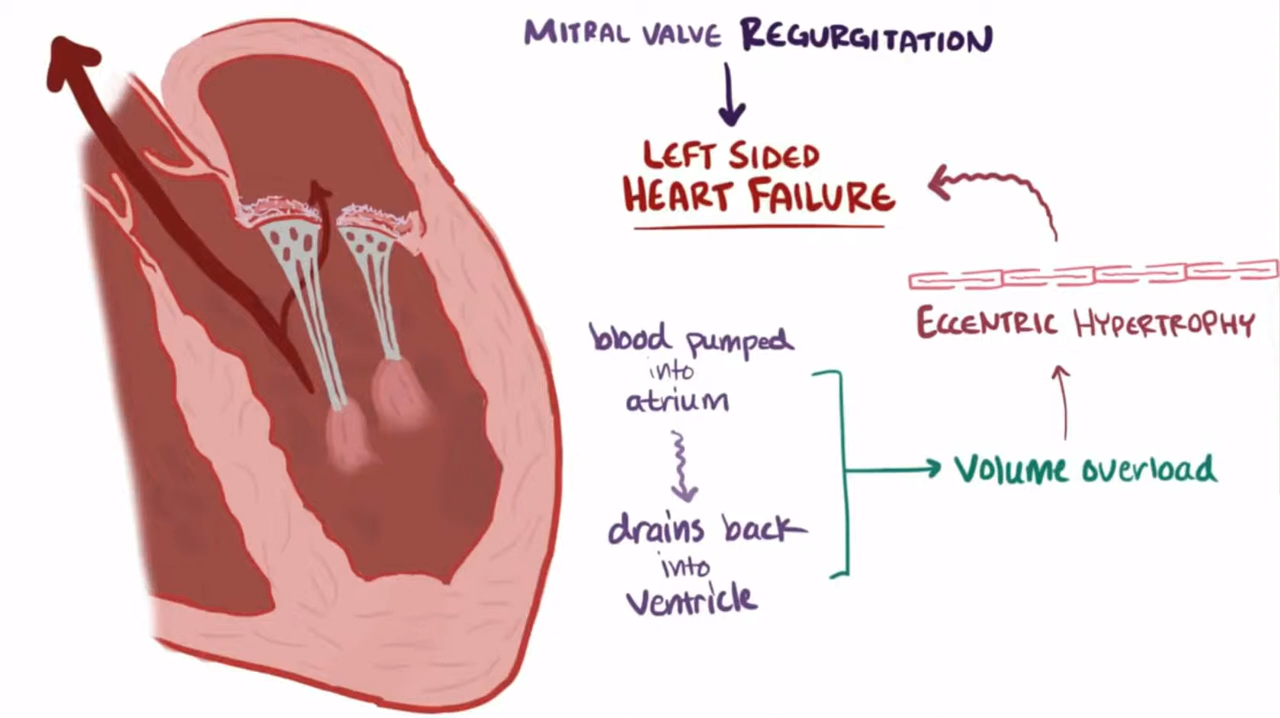 MITRAL VALVE REGURGITATION
LEFT SIDED
HEART FAILURE
ECCENTRIC HYPERTROPHY
blood pumped
into
atrium
drains back
into
ventricle
Volume overload